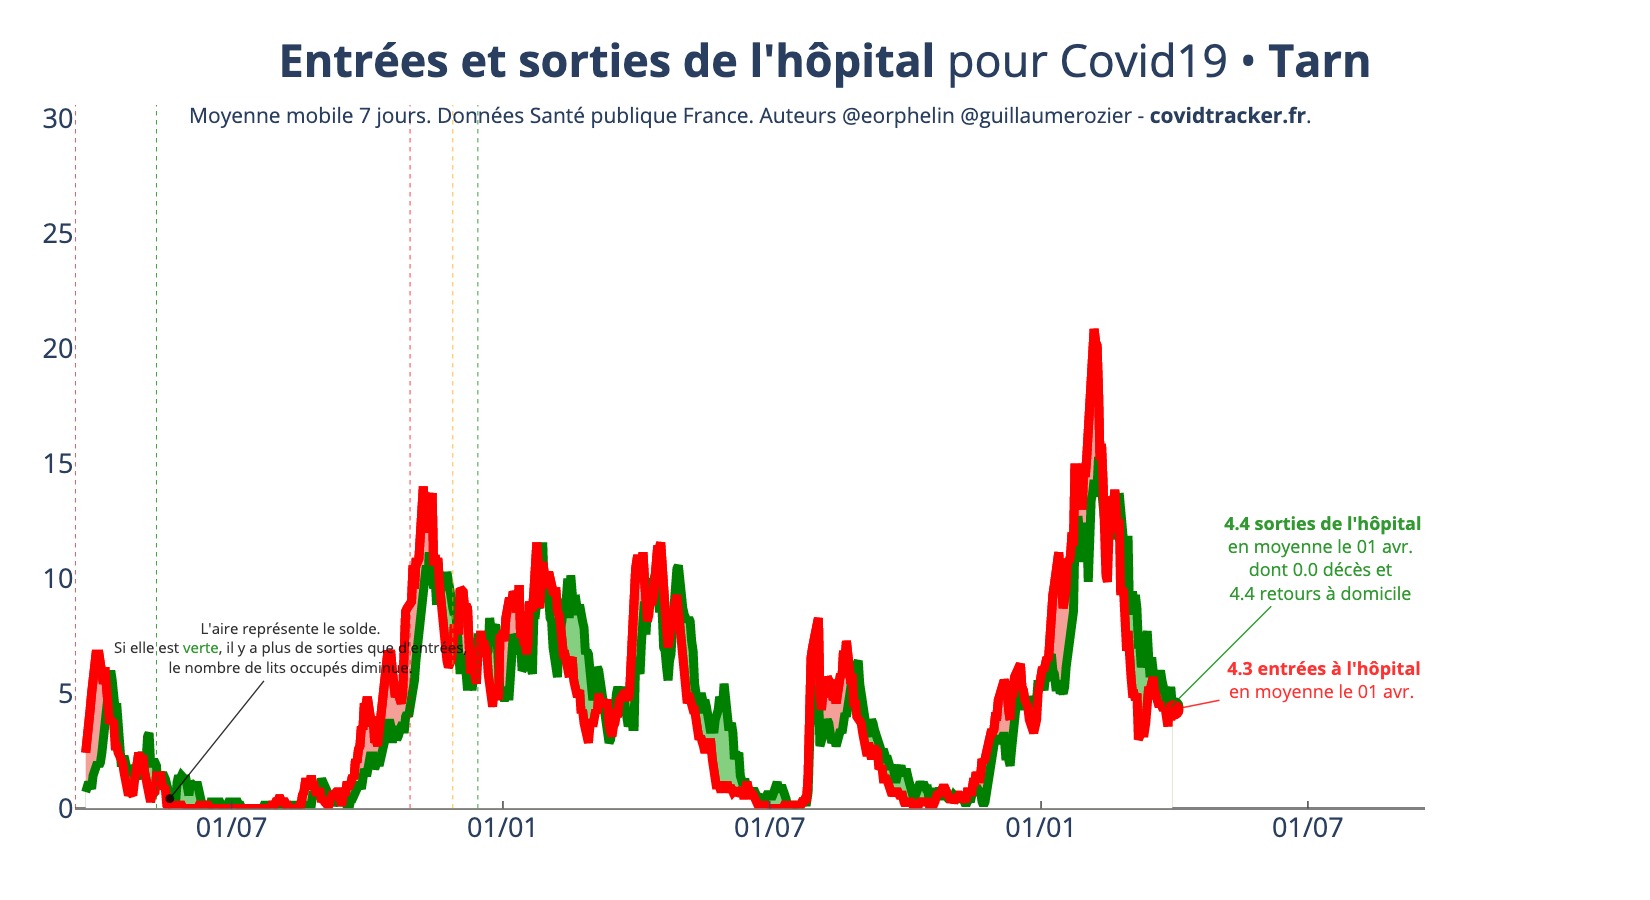 Entrées et sorties de l'hôpital pour Covid19 • Tarn
Moyenne mobile 7 jours. Données Santé publique France. Auteurs @eorphelin @guillaumerozier - covidtracker.fr.
30
25
20
15
10
5
0
L'aire représente le solde.
Si elle est verte, il y a plus de sorties que d'entrées,
le nombre de lits occupés diminue.
4.4 sorties de l'hôpital
en moyenne le 01 avr.
dont 0.0 décès et
4.4 retours à domicile
4.3 entrées à l'hôpital
en moyenne le 01 avr.
01/07
01/01
01/07
01/01
01/07